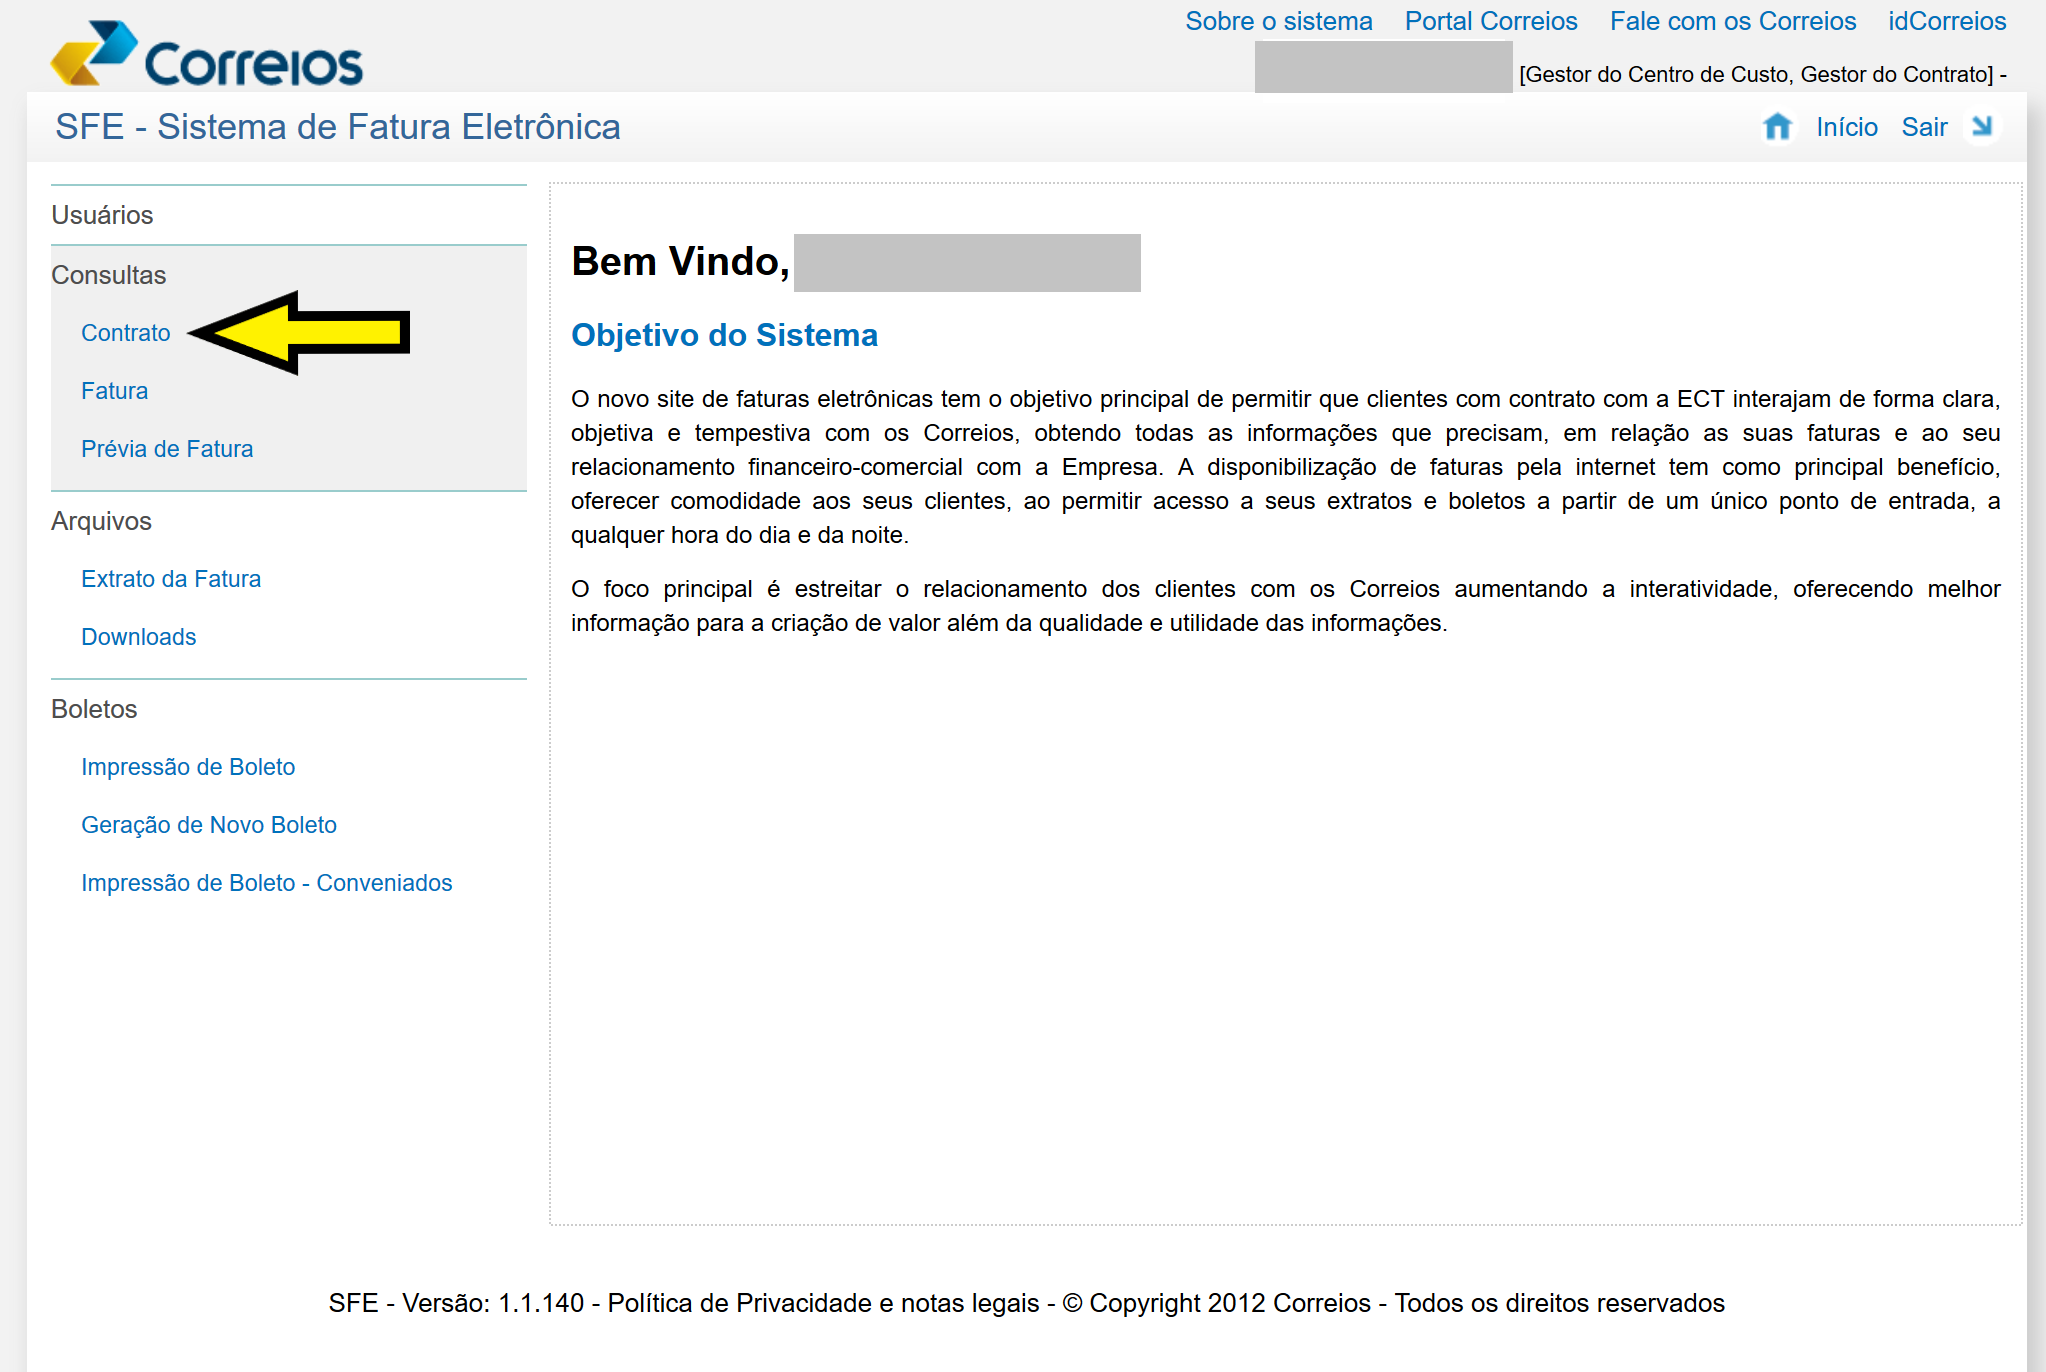 Sobre o sistema Portal Correios Fale com os Correios idCorreios
Correios
[Gestor do Centro de Custo, Gestor do Contrato] -
SFE - Sistema de Fatura Eletrônica
Início Sair
Usuários
Consultas
Contrato
Fatura
Prévia de Fatura
Arquivos
Extrato da Fatura
Downloads
Boletos
Impressão de Boleto
Geração de Novo Boleto
Impressão de Boleto - Conveniados
Bem Vindo,
Objetivo do Sistema
O novo site de faturas eletrônicas tem o objetivo principal de permitir que clientes com contrato com a ECT interajam de forma clara,
objetiva e tempestiva com os Correios, obtendo todas as informações que precisam, em relação as suas faturas e ao seu
relacionamento financeiro-comercial com a Empresa. A disponibilização de faturas pela internet tem como principal benefício,
oferecer comodidade aos seus clientes, ao permitir acesso a seus extratos e boletos a partir de um único ponto de entrada, a
qualquer hora do dia e da noite.
O foco principal é estreitar o relacionamento dos clientes com os Correios aumentando a interatividade, oferecendo melhor
informação para a criação de valor além da qualidade e utilidade das informações.
SFE - Versão: 1.1.140 - Política de Privacidade e notas legais - © Copyright 2012 Correios - Todos os direitos reservados